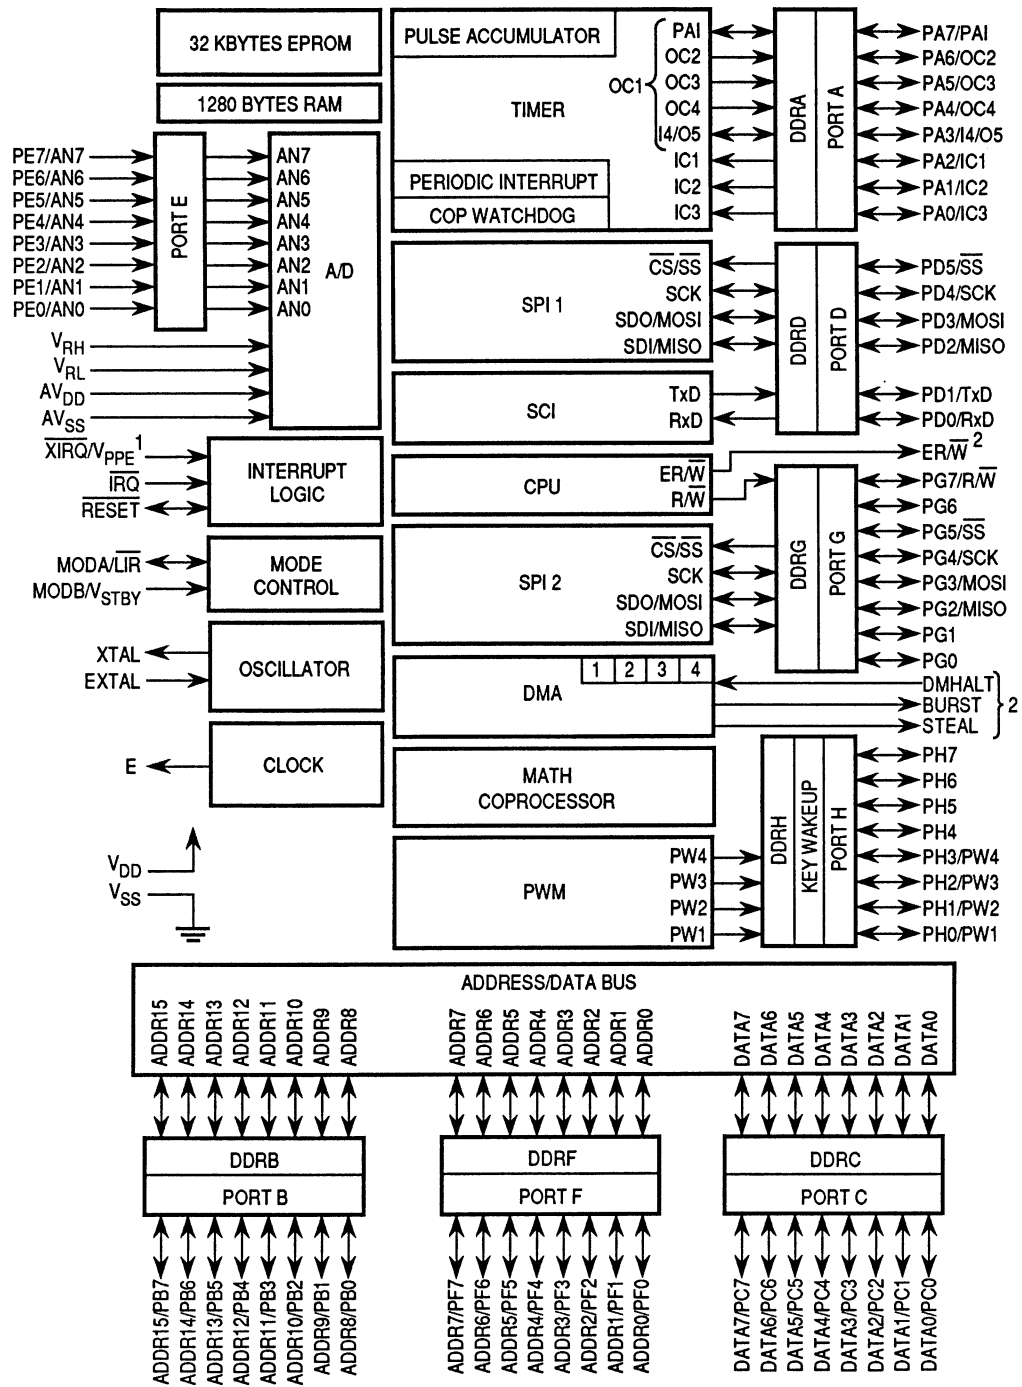 32 KBYTES EPROM
1280 BYTES RAM
PE7/AN7
PE6/AN6
PE5/AN5
PE4/AN4
PE3/AN3
PE2/AN2
PE1/AN1
PE0/AN0
PORT E
AN7
AN6
AN5
AN4
AN3
AN2
AN1
AN0
A/D
VRH
VRL
AVDD
AVSS
X̅I̅R̅Q̅/VPPE 1
I̅R̅Q̅
R̅E̅S̅E̅T̅
INTERRUPT
LOGIC
MODA/L̅I̅R̅
MODB/VSTBY
MODE
CONTROL
XTAL
EXTAL
OSCILLATOR
E
CLOCK
VDD
VSS
PULSE ACCUMULATOR
TIMER
PERIODIC INTERRUPT
COP WATCHDOG
OC1
PAI
OC2
OC3
OC4
I4/O5
IC1
IC2
IC3
DDRA
PORT A
PA7/PAI
PA6/OC2
PA5/OC3
PA4/OC4
PA3/I4/O5
PA2/IC1
PA1/IC2
PA0/IC3
SPI 1
C̅S̅/S̅S̅
SCK
SDO/MOSI
SDI/MISO
SCI
TxD
RxD
DDRD
PORT D
PD5/S̅S̅
PD4/SCK
PD3/MOSI
PD2/MISO
PD1/TxD
PD0/RxD
CPU
ER/W̅
R/W̅
ER/W̅ 2
SPI 2
C̅S̅/S̅S̅
SCK
SDO/MOSI
SDI/MISO
DDRG
PORT G
PG7/R/W̅
PG6
PG5/S̅S̅
PG4/SCK
PG3/MOSI
PG2/MISO
PG1
PG0
DMA
1 2 3 4
DMHALT
BURST
STEAL
2
MATH
COPROCESSOR
PWM
PW4
PW3
PW2
PW1
DDRH
KEY WAKEUP
PORT H
PH7
PH6
PH5
PH4
PH3/PW4
PH2/PW3
PH1/PW2
PH0/PW1
ADDRESS/DATA BUS
ADDR15
ADDR14
ADDR13
ADDR12
ADDR11
ADDR10
ADDR9
ADDR8
ADDR7
ADDR6
ADDR5
ADDR4
ADDR3
ADDR2
ADDR1
ADDR0
DATA7
DATA6
DATA5
DATA4
DATA3
DATA2
DATA1
DATA0
DDRB
PORT B
DDRF
PORT F
DDRC
PORT C
ADDR15/PB7
ADDR14/PB6
ADDR13/PB5
ADDR12/PB4
ADDR11/PB3
ADDR10/PB2
ADDR9/PB1
ADDR8/PB0
ADDR7/PF7
ADDR6/PF6
ADDR5/PF5
ADDR4/PF4
ADDR3/PF3
ADDR2/PF2
ADDR1/PF1
ADDR0/PF0
DATA7/PC7
DATA6/PC6
DATA5/PC5
DATA4/PC4
DATA3/PC3
DATA2/PC2
DATA1/PC1
DATA0/PC0